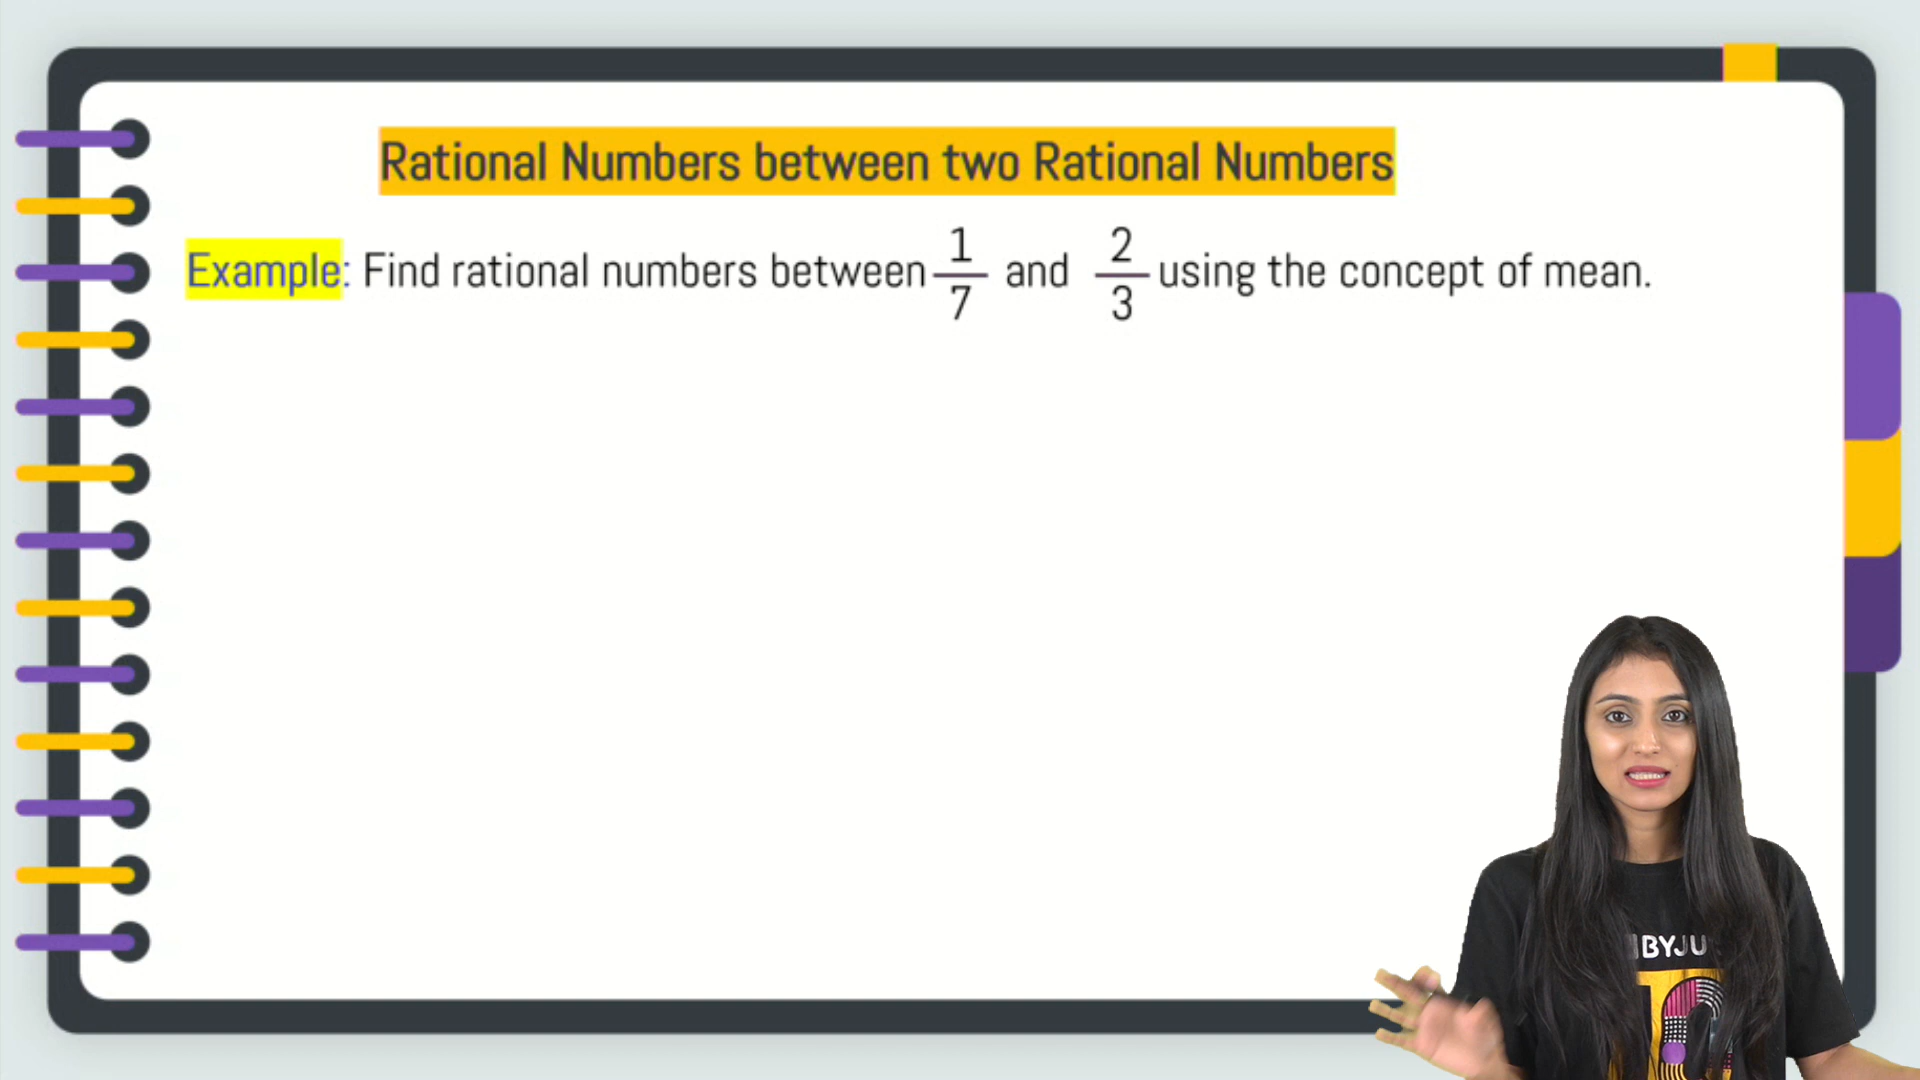 Rational Numbers between two Rational Numbers
Example: Find rational numbers between 1/7 and 2/3 using the concept of mean.
BYJU